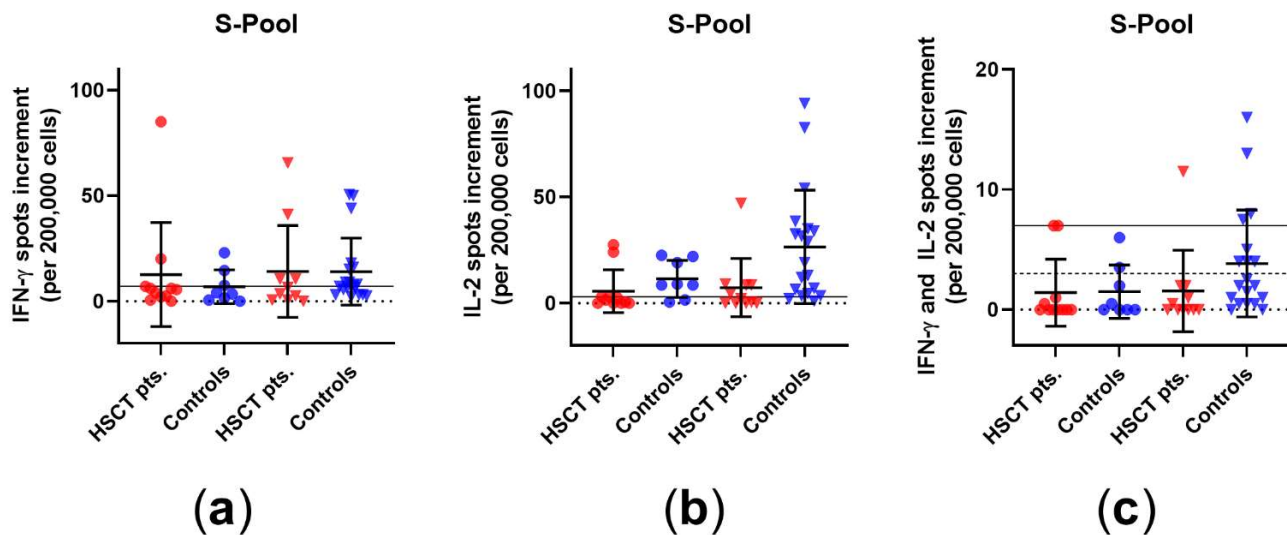 S-Pool
IFN-γ spots increment
(per 200,000 cells)
100
50
0
HSCT pts.
Controls
HSCT pts.
Controls
(a)
S-Pool
IL-2 spots increment
(per 200,000 cells)
100
50
0
HSCT pts.
Controls
HSCT pts.
Controls
(b)
S-Pool
IFN-γ and IL-2 spots increment
(per 200,000 cells)
20
10
0
HSCT pts.
Controls
HSCT pts.
Controls
(c)